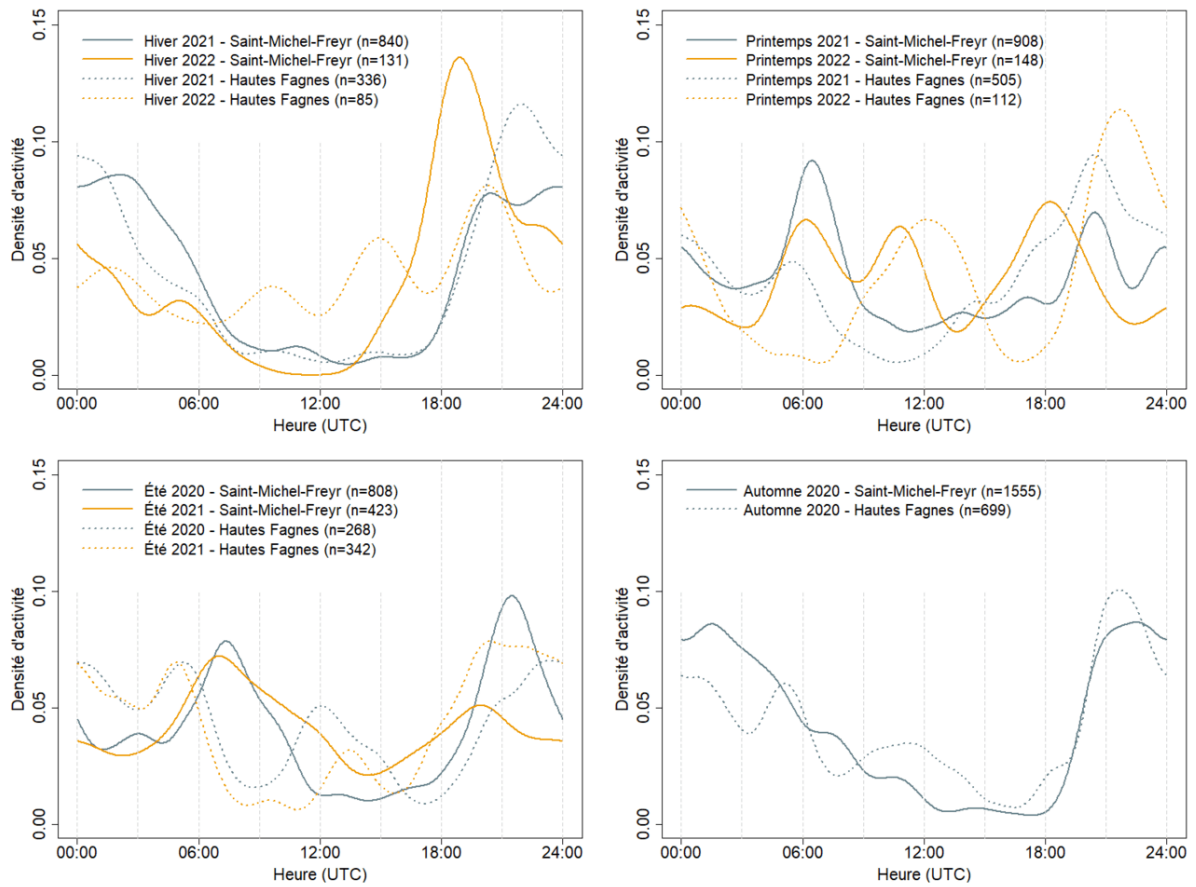 0.15
0.10
0.05
0.00
Densité d'activité
Hiver 2021 - Saint-Michel-Freyr (n=840)
Hiver 2022 - Saint-Michel-Freyr (n=131)
Hiver 2021 - Hautes Fagnes (n=336)
Hiver 2022 - Hautes Fagnes (n=85)
00:00 06:00 12:00 18:00 24:00
Heure (UTC)
0.15
0.10
0.05
0.00
Densité d'activité
Printemps 2021 - Saint-Michel-Freyr (n=908)
Printemps 2022 - Saint-Michel-Freyr (n=148)
Printemps 2021 - Hautes Fagnes (n=505)
Printemps 2022 - Hautes Fagnes (n=112)
00:00 06:00 12:00 18:00 24:00
Heure (UTC)
0.15
0.10
0.05
0.00
Densité d'activité
Été 2020 - Saint-Michel-Freyr (n=808)
Été 2021 - Saint-Michel-Freyr (n=423)
Été 2020 - Hautes Fagnes (n=268)
Été 2021 - Hautes Fagnes (n=342)
00:00 06:00 12:00 18:00 24:00
Heure (UTC)
0.15
0.10
0.05
0.00
Densité d'activité
Automne 2020 - Saint-Michel-Freyr (n=1555)
Automne 2020 - Hautes Fagnes (n=699)
00:00 06:00 12:00 18:00 24:00
Heure (UTC)